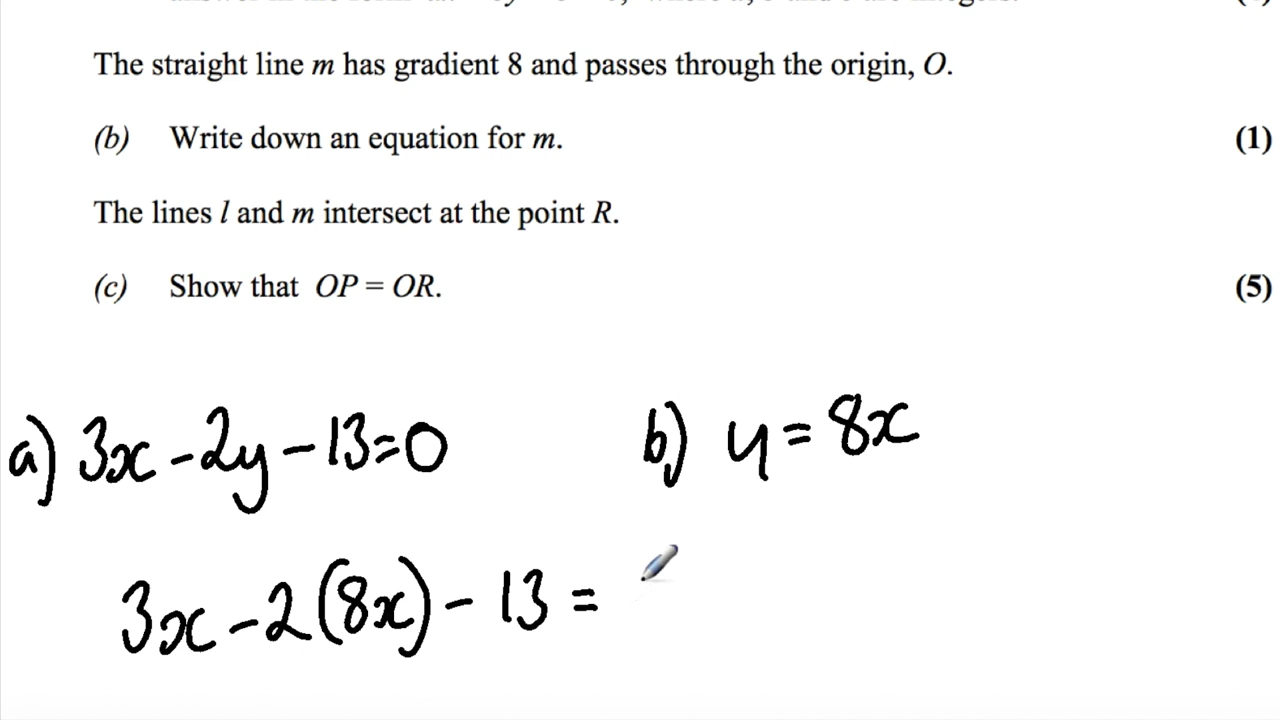 The straight line m has gradient 8 and passes through the origin, O.
(b) Write down an equation for m. (1)
The lines l and m intersect at the point R.
(c) Show that OP = OR. (5)
a) 3x - 2y - 13 = 0 b) y = 8x
3x - 2(8x) - 13 =